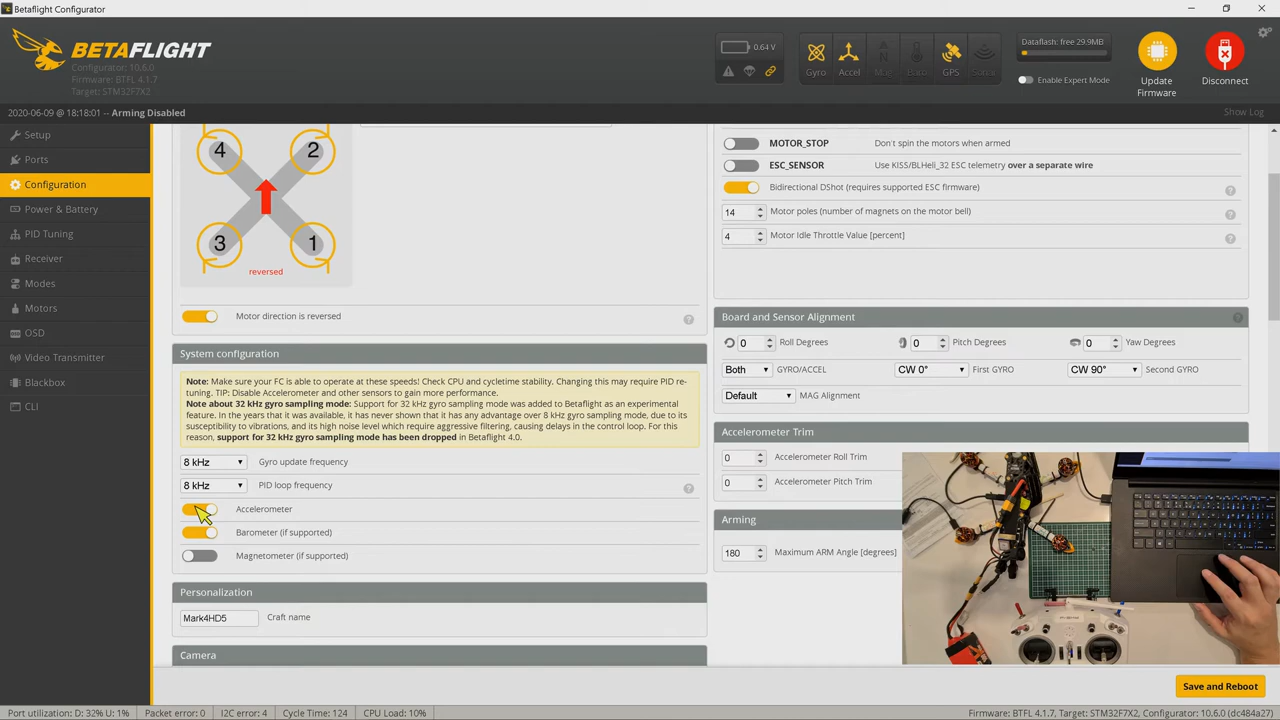 Betaflight Configurator
BETAFLIGHT
Configurator: 10.6.0
Firmware: BTFL 4.1.7
Target: STM32F7X2
0.64 V
Gyro
Accel
Mag
Baro
GPS
Sonar
Dataflash: free 29.9MB
Enable Expert Mode
Update
Firmware
Disconnect
2020-06-09 @ 18:18:01 -- Arming Disabled
Show Log
Setup
Ports
Configuration
Power & Battery
PID Tuning
Receiver
Modes
Motors
OSD
Video Transmitter
Blackbox
CLI
4
2
3
1
reversed
Motor direction is reversed
MOTOR_STOP Don't spin the motors when armed
ESC_SENSOR Use KISS/BLHeli_32 ESC telemetry over a separate wire
Bidirectional DShot (requires supported ESC firmware)
14 Motor poles (number of magnets on the motor bell)
4 Motor Idle Throttle Value [percent]
System configuration
Note: Make sure your FC is able to operate at these speeds! Check CPU and cycletime stability. Changing this may require PID re-
tuning. TIP: Disable Accelerometer and other sensors to gain more performance.
Note about 32 kHz gyro sampling mode: Support for 32 kHz gyro sampling mode was added to Betaflight as an experimental
feature. In the years that it was available, it has never shown that it has any advantage over 8 kHz gyro sampling mode, due to its
susceptibility to vibrations, and its high noise level which require aggressive filtering, causing delays in the control loop. For this
reason, support for 32 kHz gyro sampling mode has been dropped in Betaflight 4.0.
8 kHz Gyro update frequency
8 kHz PID loop frequency
Accelerometer
Barometer (if supported)
Magnetometer (if supported)
Personalization
Mark4HD5 Craft name
Camera
Board and Sensor Alignment
0 Roll Degrees 0 Pitch Degrees 0 Yaw Degrees
Both GYRO/ACCEL CW 0° First GYRO CW 90° Second GYRO
Default MAG Alignment
Accelerometer Trim
0 Accelerometer Roll Trim
0 Accelerometer Pitch Trim
Arming
180 Maximum ARM Angle [degrees]
Save and Reboot
Port utilization: D: 32% U: 1% Packet error: 0 I2C error: 4 Cycle Time: 124 CPU Load: 10% Firmware: BTFL 4.1.7, Target: STM32F7X2, Configurator: 10.6.0 (dc484a27)